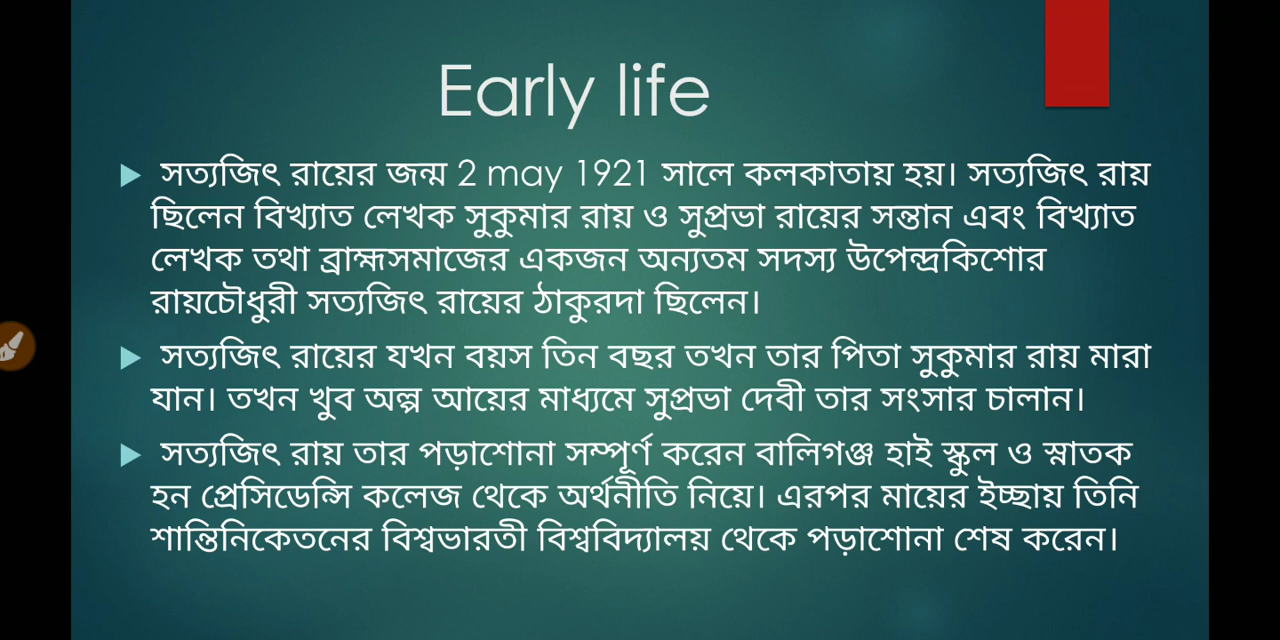 Early life
সত্যজিৎ রায়ের জন্ম 2 may 1921 সালে কলকাতায় হয়। সত্যজিৎ রায়
ছিলেন বিখ্যাত লেখক সুকুমার রায় ও সুপ্রভা রায়ের সন্তান এবং বিখ্যাত
লেখক তথা ব্রাহ্মসমাজের একজন অন্যতম সদস্য উপেন্দ্রকিশোর
রায়চৌধুরী সত্যজিৎ রায়ের ঠাকুরদা ছিলেন।
সত্যজিৎ রায়ের যখন বয়স তিন বছর তখন তার পিতা সুকুমার রায় মারা
যান। তখন খুব অল্প আয়ের মাধ্যমে সুপ্রভা দেবী তার সংসার চালান।
সত্যজিৎ রায় তার পড়াশোনা সম্পূর্ণ করেন বালিগঞ্জ হাই স্কুল ও স্নাতক
হন প্রেসিডেন্সি কলেজ থেকে অর্থনীতি নিয়ে। এরপর মায়ের ইচ্ছায় তিনি
শান্তিনিকেতনের বিশ্বভারতী বিশ্ববিদ্যালয় থেকে পড়াশোনা শেষ করেন।